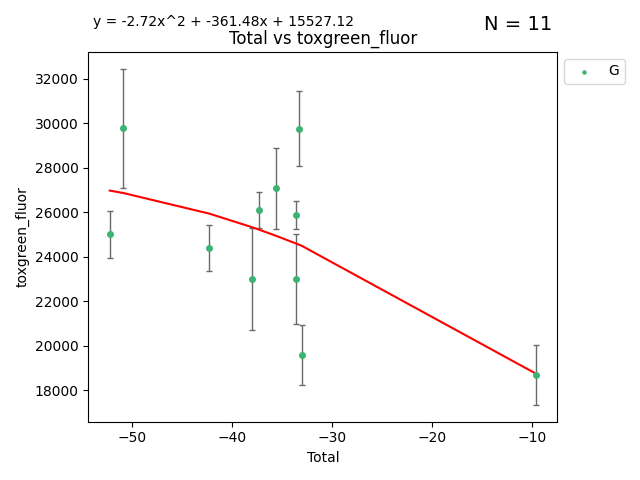 y = -2.72x^2 + -361.48x + 15527.12
N = 11
Total vs toxgreen_fluor
G
32000
30000
28000
26000
24000
22000
20000
18000
toxgreen_fluor
−50
−40
−30
−20
−10
Total